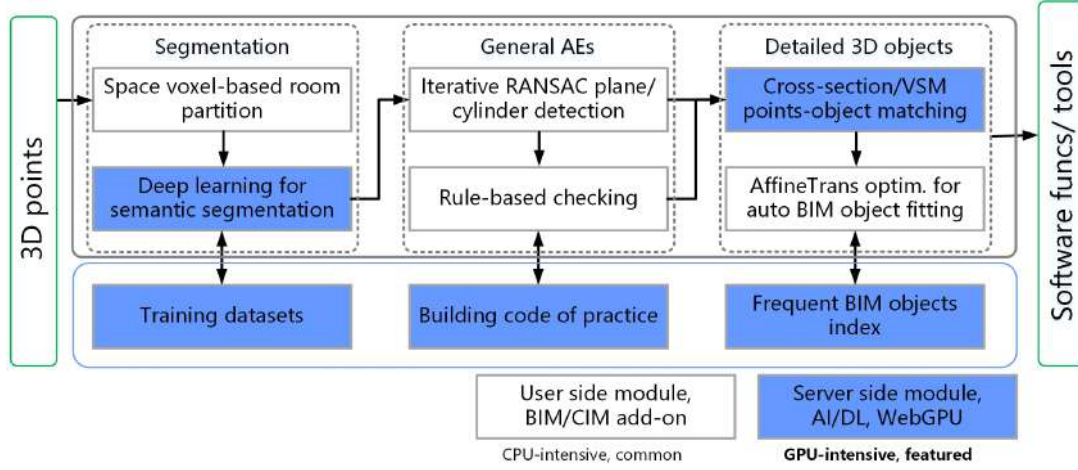 3D points
Segmentation
Space voxel-based room
partition
Deep learning for
semantic segmentation
General AEs
Iterative RANSAC plane/
cylinder detection
Rule-based checking
Detailed 3D objects
Cross-section/VSM
points-object matching
AffineTrans optim. for
auto BIM object fitting
Software funcs/ tools
Training datasets
Building code of practice
Frequent BIM objects
index
User side module,
BIM/CIM add-on
CPU-intensive, common
Server side module,
AI/DL, WebGPU
GPU-intensive, featured